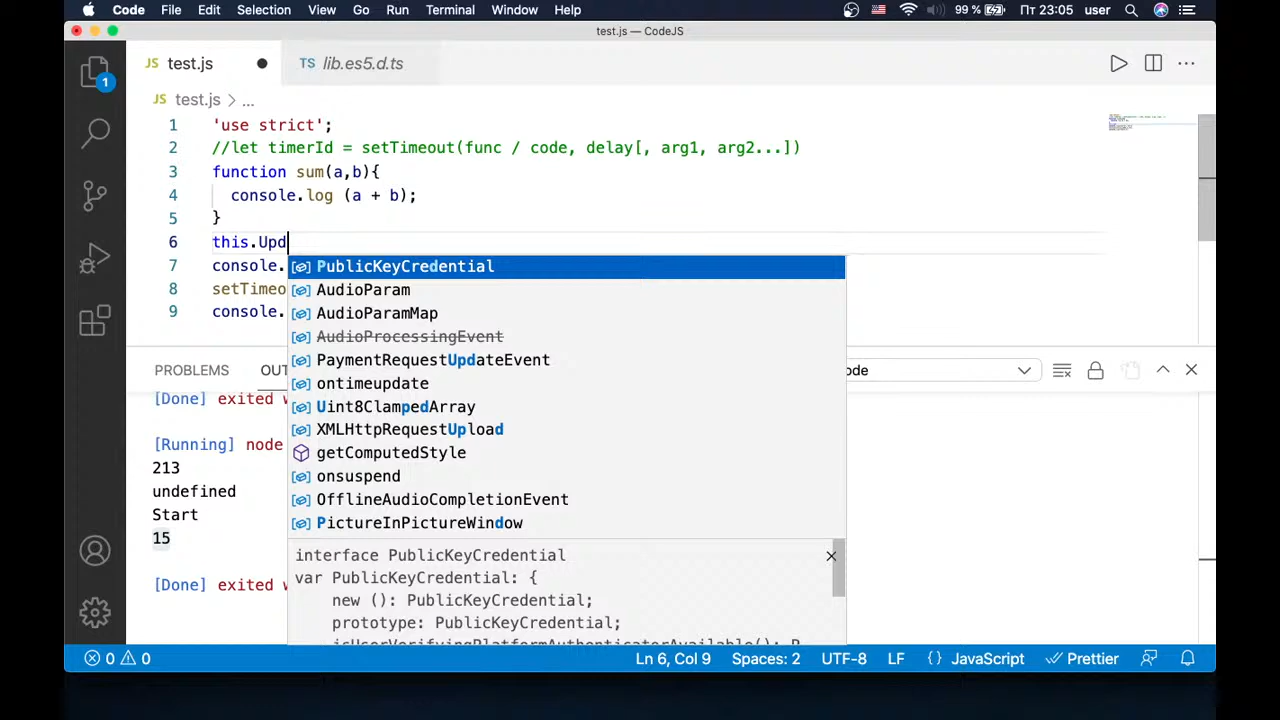 Code File Edit Selection View Go Run Terminal Window Help 99 % Пт 23:05 user
test.js — CodeJS
JS test.js TS lib.es5.d.ts
JS test.js > ...
1 'use strict';
2 //let timerId = setTimeout(func / code, delay[, arg1, arg2...])
3 function sum(a,b){
4 console.log (a + b);
5 }
6 this.Upd
7 console.
8 setTimeo
9 console.
PublicKeyCredential
AudioParam
AudioParamMap
AudioProcessingEvent
PaymentRequestUpdateEvent
ontimeupdate
Uint8ClampedArray
XMLHttpRequestUpload
getComputedStyle
onsuspend
OfflineAudioCompletionEvent
PictureInPictureWindow
interface PublicKeyCredential
var PublicKeyCredential: {
new (): PublicKeyCredential;
prototype: PublicKeyCredential;
isUserVerifyingPlatformAuthenticatorAvailable(): P
1
PROBLEMS OUT ode
[Done] exited w
[Running] node
213
undefined
Start
15
[Done] exited w
0 0 Ln 6, Col 9 Spaces: 2 UTF-8 LF {} JavaScript Prettier